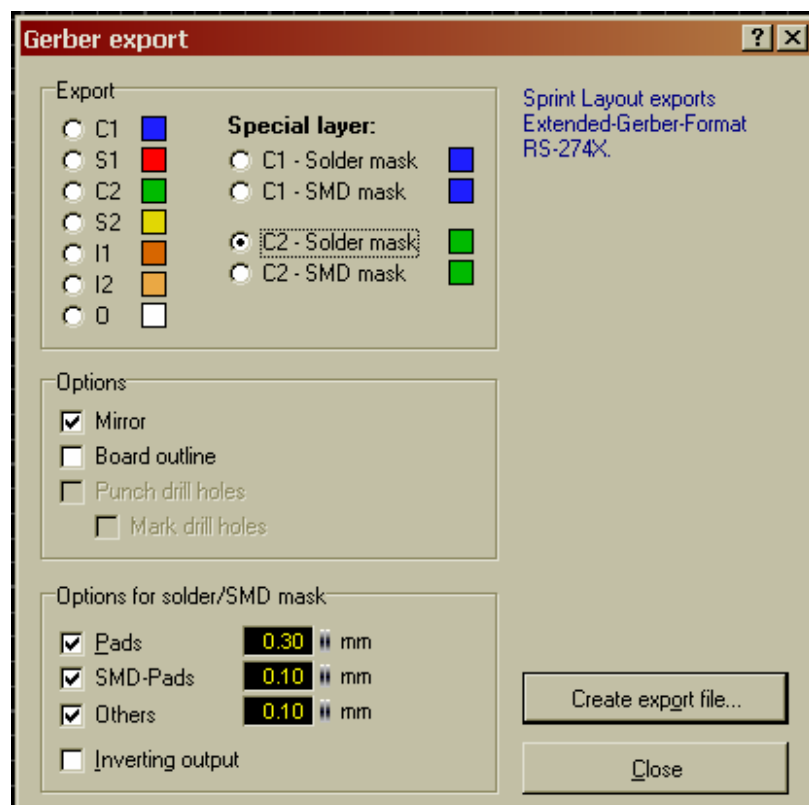 Gerber export
? X
Export
C1
S1
C2
S2
I1
I2
O
Special layer:
C1 - Solder mask
C1 - SMD mask
C2 - Solder mask
C2 - SMD mask
Sprint Layout exports
Extended-Gerber-Format
RS-274X.
Options
Mirror
Board outline
Punch drill holes
Mark drill holes
Options for solder/SMD mask
Pads 0.30 mm
SMD-Pads 0.10 mm
Others 0.10 mm
Inverting output
Create export file...
Close